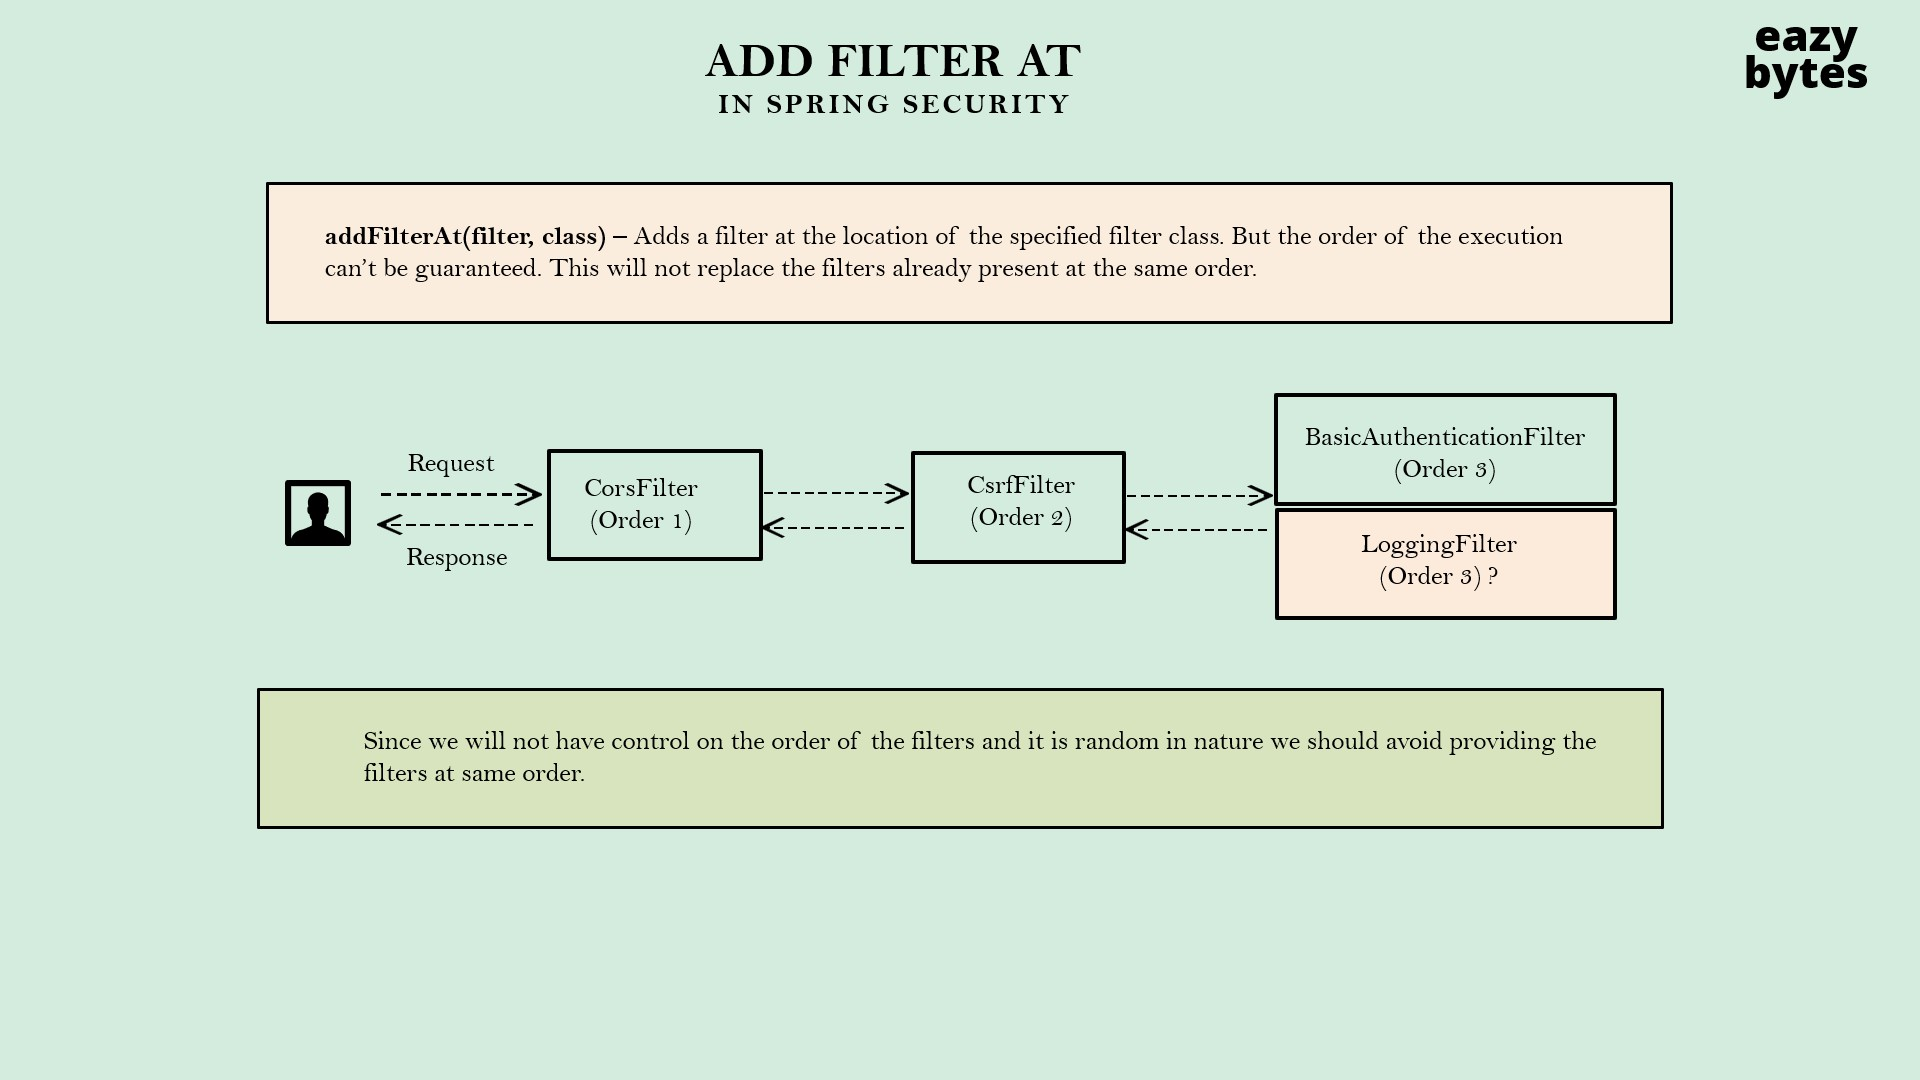 ADD FILTER AT
IN SPRING SECURITY
eazy
bytes
addFilterAt(filter, class) – Adds a filter at the location of the specified filter class. But the order of the execution
can’t be guaranteed. This will not replace the filters already present at the same order.
Request
Response
CorsFilter
(Order 1)
CsrfFilter
(Order 2)
BasicAuthenticationFilter
(Order 3)
LoggingFilter
(Order 3) ?
Since we will not have control on the order of the filters and it is random in nature we should avoid providing the
filters at same order.